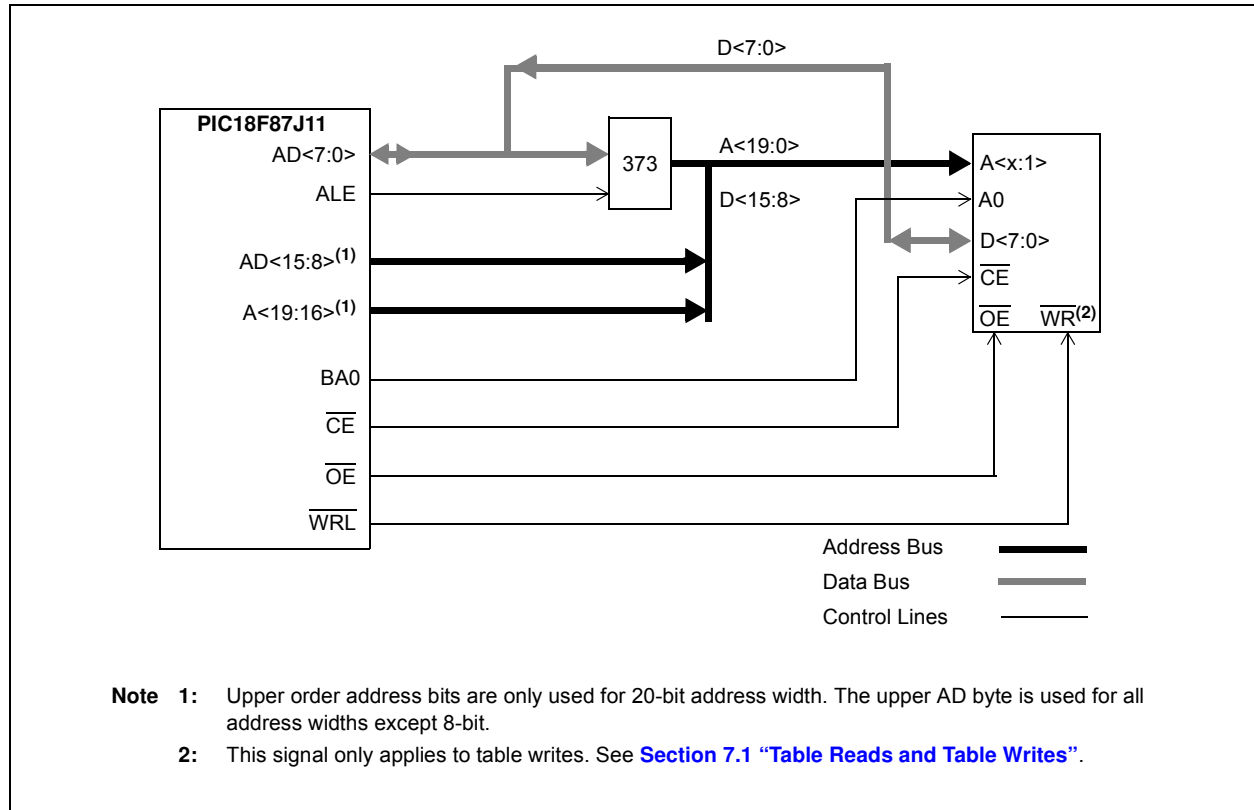 D<7:0>
PIC18F87J11
AD<7:0>
373
A<19:0>
A<x:1>
ALE
D<15:8>
A0
AD<15:8>(1)
D<7:0>
CE
A<19:16>(1)
OE WR(2)
BA0
CE
OE
WRL
Address Bus
Data Bus
Control Lines
Note 1: Upper order address bits are only used for 20-bit address width. The upper AD byte is used for all
address widths except 8-bit.
2: This signal only applies to table writes. See Section 7.1 “Table Reads and Table Writes”.